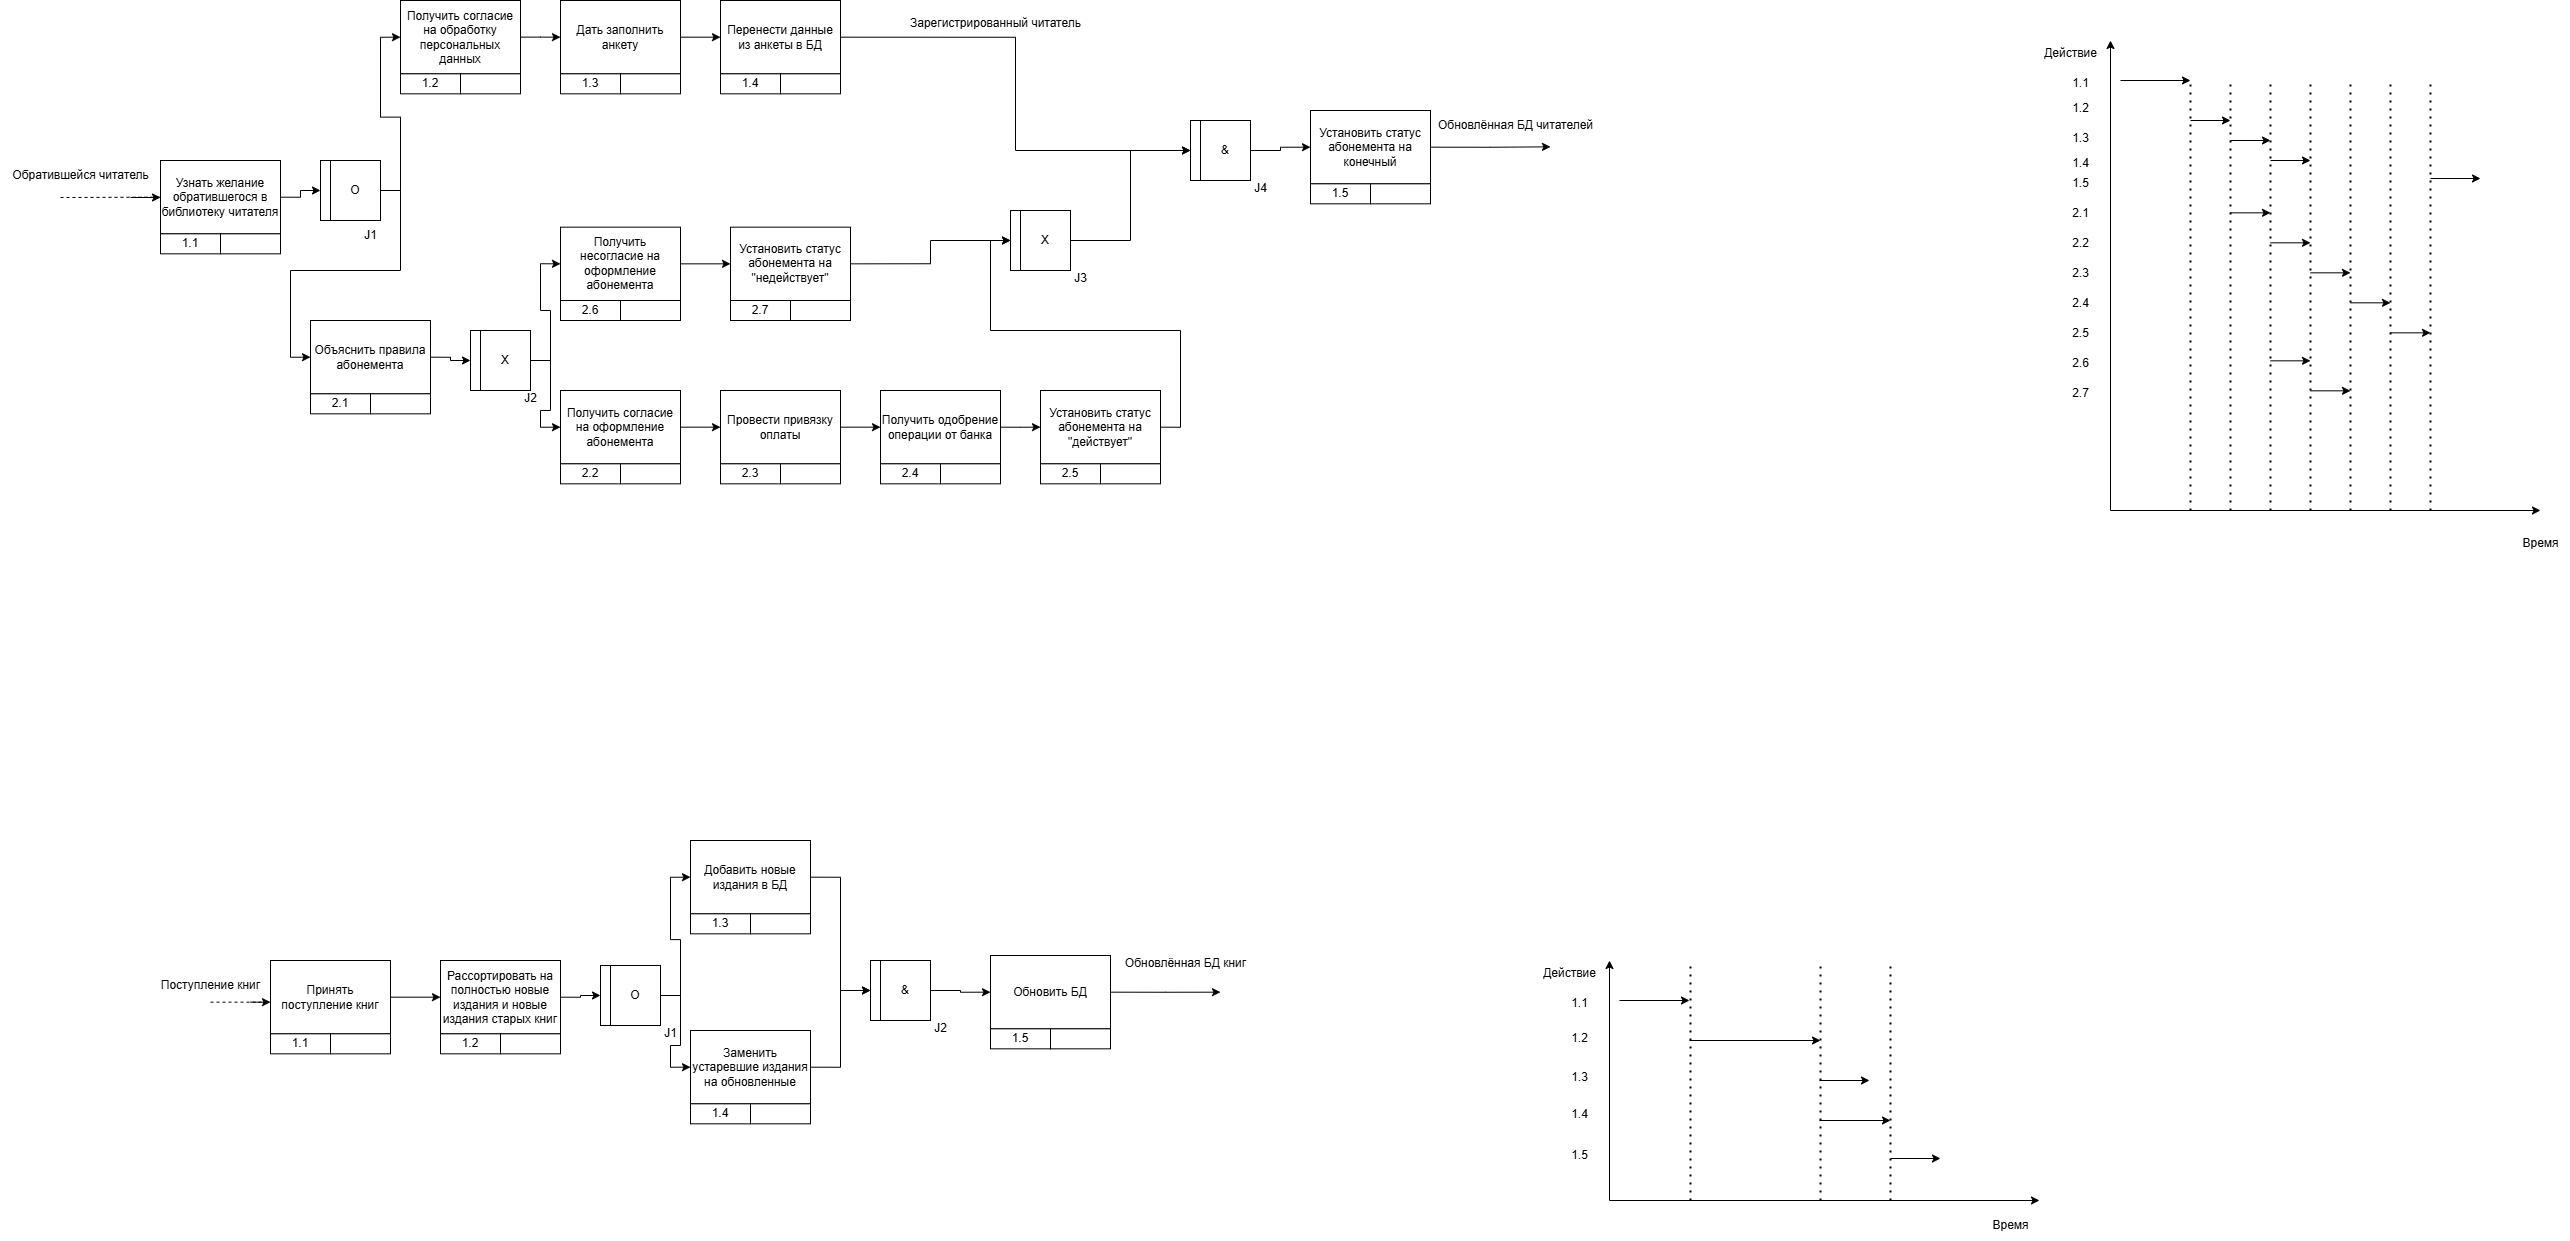 Получить согласие
на обработку
персональных
данных
1.2
Дать заполнить
анкету
1.3
Перенести данные
из анкеты в БД
1.4
Зарегистрированный читатель
Обратившейся читатель
Узнать желание
обратившегося в
библиотеку читателя
1.1
O
J1
&
J4
Установить статус
абонемента на
конечный
1.5
Обновлённая БД читателей
Получить
несогласие на
оформление
абонемента
2.6
Установить статус
абонемента на
"недействует"
2.7
X
J3
Объяснить правила
абонемента
2.1
X
J2
Получить согласие
на оформление
абонемента
2.2
Провести привязку
оплаты
2.3
Получить одобрение
операции от банка
2.4
Установить статус
абонемента на
"действует"
2.5
Действие
1.1
1.2
1.3
1.4
1.5
2.1
2.2
2.3
2.4
2.5
2.6
2.7
Время
Поступление книг
Принять
поступление книг
1.1
Рассортировать на
полностью новые
издания и новые
издания старых книг
1.2
O
J1
Добавить новые
издания в БД
1.3
Заменить
устаревшие издания
на обновленные
1.4
&
J2
Обновить БД
1.5
Обновлённая БД книг
Действие
1.1
1.2
1.3
1.4
1.5
Время